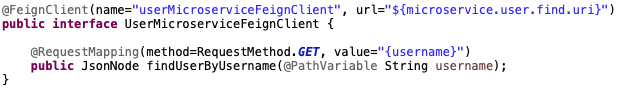 @FeignClient(name="userMicroserviceFeignClient", url="${microservice.user.find.uri}")
public interface UserMicroserviceFeignClient {
@RequestMapping(method=RequestMethod.GET, value="{username}")
public JsonNode findUserByUsername(@PathVariable String username);
}